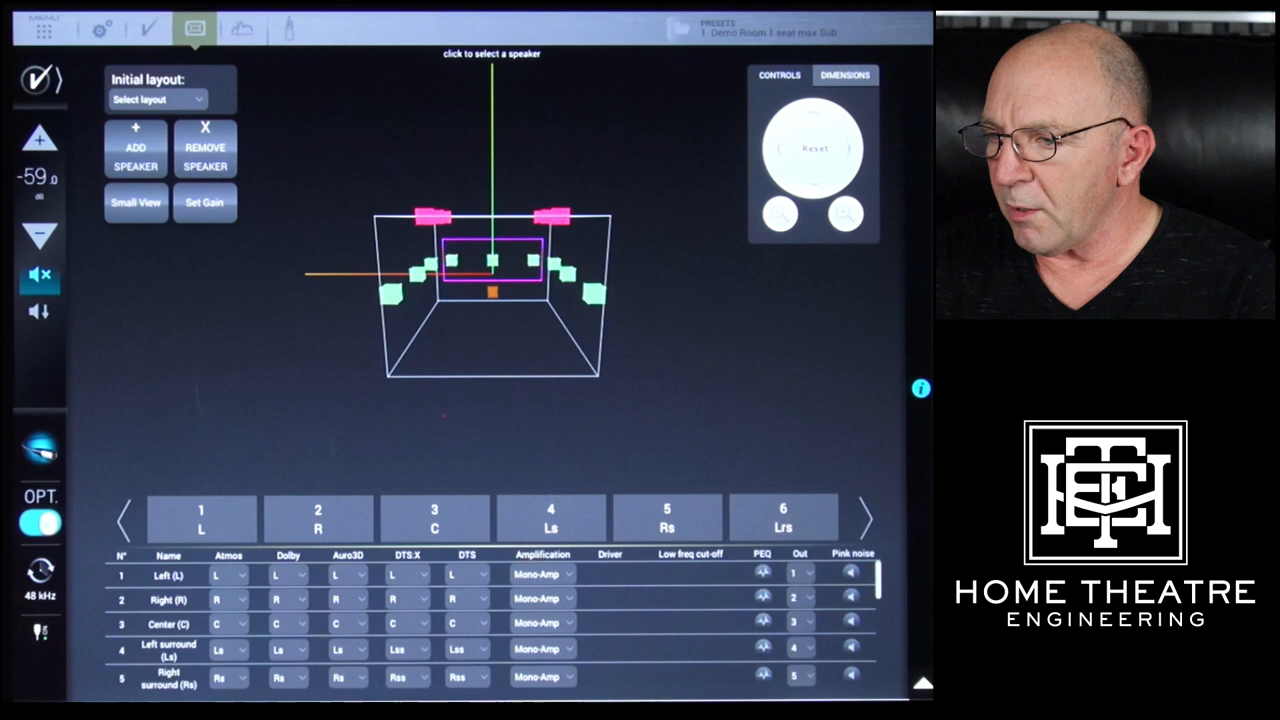 MENU
PRESETS
1. Demo Room 1 seat max Sub
click to select a speaker
Initial layout:
Select layout
+
ADD
SPEAKER
X
REMOVE
SPEAKER
Small View
Set Gain
CONTROLS
DIMENSIONS
Reset
-59.0
dB
OPT.
48 kHz
1
L
2
R
3
C
4
Ls
5
Rs
6
Lrs
N° Name Atmos Dolby Auro3D DTS:X DTS Amplification Driver Low freq cut-off PEQ Out Pink noise
1 Left (L) L L L L L Mono-Amp 1
2 Right (R) R R R R R Mono-Amp 2
3 Center (C) C C C C C Mono-Amp 3
4 Left surround (Ls) Ls Ls Ls Lss Lss Mono-Amp 4
5 Right surround (Rs) Rs Rs Rs Rss Rss Mono-Amp 5
i
HTE
HOME THEATRE
ENGINEERING